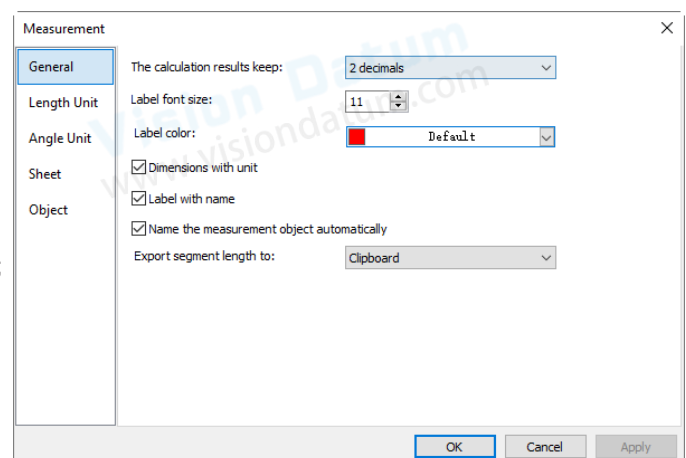 Measurement
General
The calculation results keep: 2 decimals
Length Unit
Label font size: 11
Angle Unit
Label color: Default
Sheet
Dimensions with unit
Label with name
Object
Name the measurement object automatically
Export segment length to: Clipboard
OK Cancel Apply
Vision Datum
www.visiondatum.com